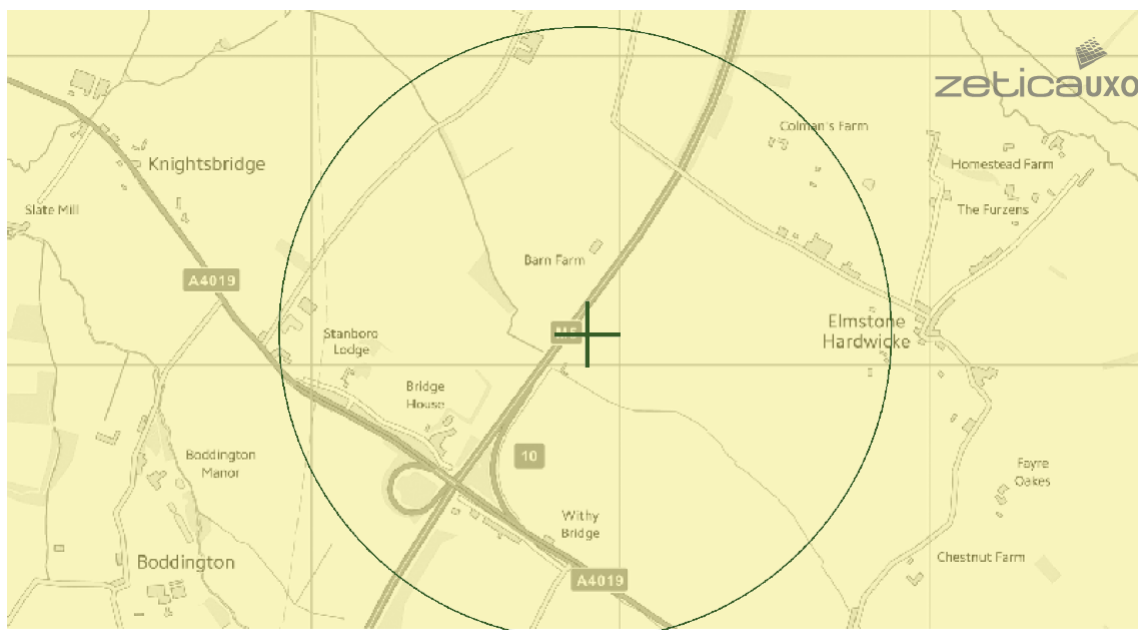 zeticauxo
Colman's Farm
Knightsbridge
Homestead Farm
Slate Mill
The Furzens
Barn Farm
A4019
Elmstone
Hardwicke
Stanboro
Lodge
Bridge
House
10
Boddington
Manor
Fayre
Oakes
Withy
Bridge
Boddington
Chestnut Farm
A4019